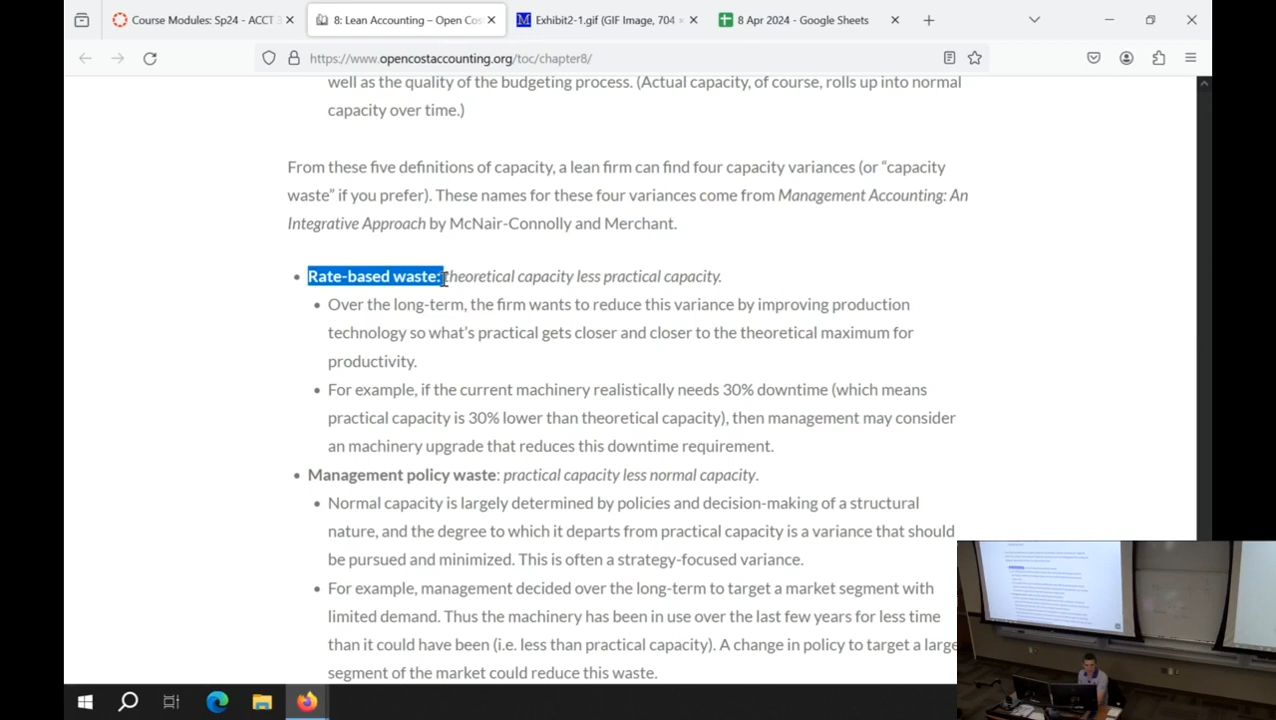 Course Modules: Sp24 - ACCT 3
8: Lean Accounting – Open Cos
Exhibit2-1.gif (GIF Image, 704 ×
8 Apr 2024 - Google Sheets
https://www.opencostaccounting.org/toc/chapter8/
well as the quality of the budgeting process. (Actual capacity, of course, rolls up into normal
capacity over time.)
From these five definitions of capacity, a lean firm can find four capacity variances (or “capacity
waste” if you prefer). These names for these four variances come from Management Accounting: An
Integrative Approach by McNair-Connolly and Merchant.
• Rate-based waste: theoretical capacity less practical capacity.
• Over the long-term, the firm wants to reduce this variance by improving production
technology so what’s practical gets closer and closer to the theoretical maximum for
productivity.
• For example, if the current machinery realistically needs 30% downtime (which means
practical capacity is 30% lower than theoretical capacity), then management may consider
an machinery upgrade that reduces this downtime requirement.
• Management policy waste: practical capacity less normal capacity.
• Normal capacity is largely determined by policies and decision-making of a structural
nature, and the degree to which it departs from practical capacity is a variance that should
be pursued and minimized. This is often a strategy-focused variance.
• For example, management decided over the long-term to target a market segment with
limited demand. Thus the machinery has been in use over the last few years for less time
than it could have been (i.e. less than practical capacity). A change in policy to target a large
segment of the market could reduce this waste.